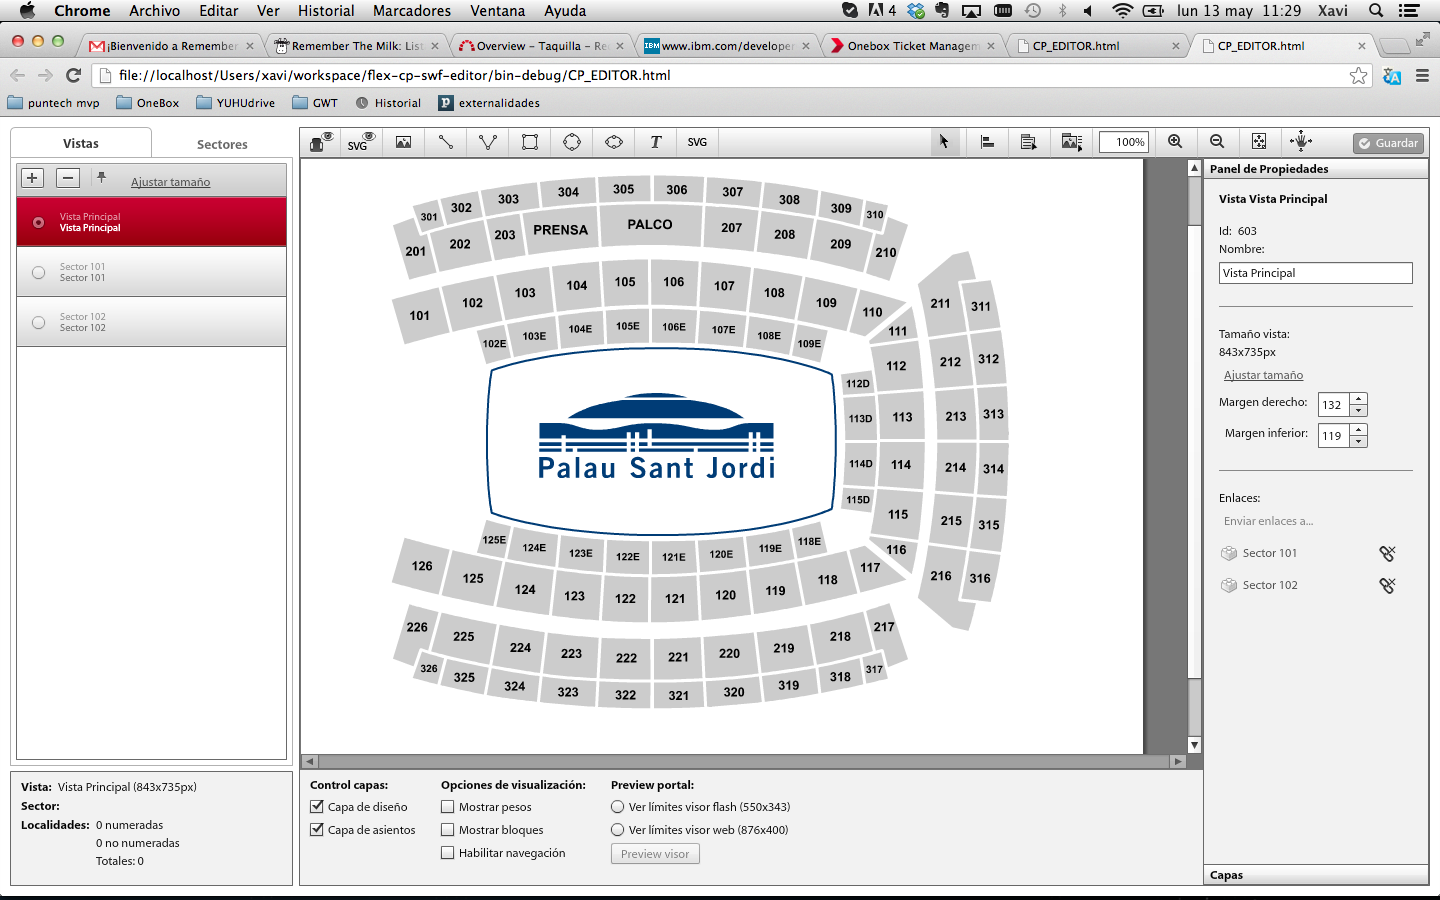 Chrome Archivo Editar Ver Historial Marcadores Ventana Ayuda 4 lun 13 may 11:29 Xavi
¡Bienvenido a Remember Remember The Milk: List Overview – Taquilla – Re www.ibm.com/developer Onebox Ticket Managem CP_EDITOR.html CP_EDITOR.html
file://localhost/Users/xavi/workspace/flex-cp-swf-editor/bin-debug/CP_EDITOR.html
puntech mvp OneBox YUHUdrive GWT Historial externalidades
Vistas Sectores
Ajustar tamaño
Vista Principal
Vista Principal
Sector 101
Sector 101
Sector 102
Sector 102
Vista: Vista Principal (843x735px)
Sector:
Localidades: 0 numeradas
0 no numeradas
Totales: 0
SVG T SVG 100% Guardar
301 302 303 304 305 306 307 308 309 310
201 202 203 PRENSA PALCO 207 208 209 210
101 102 103 104 105 106 107 108 109 110
102E 103E 104E 105E 106E 107E 108E 109E
111 211 311
112 212 312
112D
113D 113 213 313
114D 114 214 314
115D 115 215 315
116 216 316
Palau Sant Jordi
125E 124E 123E 122E 121E 120E 119E 118E
126 125 124 123 122 121 120 119 118 117
226 225 224 223 222 221 220 219 218 217
326 325 324 323 322 321 320 319 318 317
Control capas:
Capa de diseño
Capa de asientos
Opciones de visualización:
Mostrar pesos
Mostrar bloques
Habilitar navegación
Preview portal:
Ver límites visor flash (550x343)
Ver límites visor web (876x400)
Preview visor
Panel de Propiedades
Vista Vista Principal
Id: 603
Nombre:
Vista Principal
Tamaño vista:
843x735px
Ajustar tamaño
Margen derecho: 132
Margen inferior: 119
Enlaces:
Enviar enlaces a...
Sector 101
Sector 102
Capas